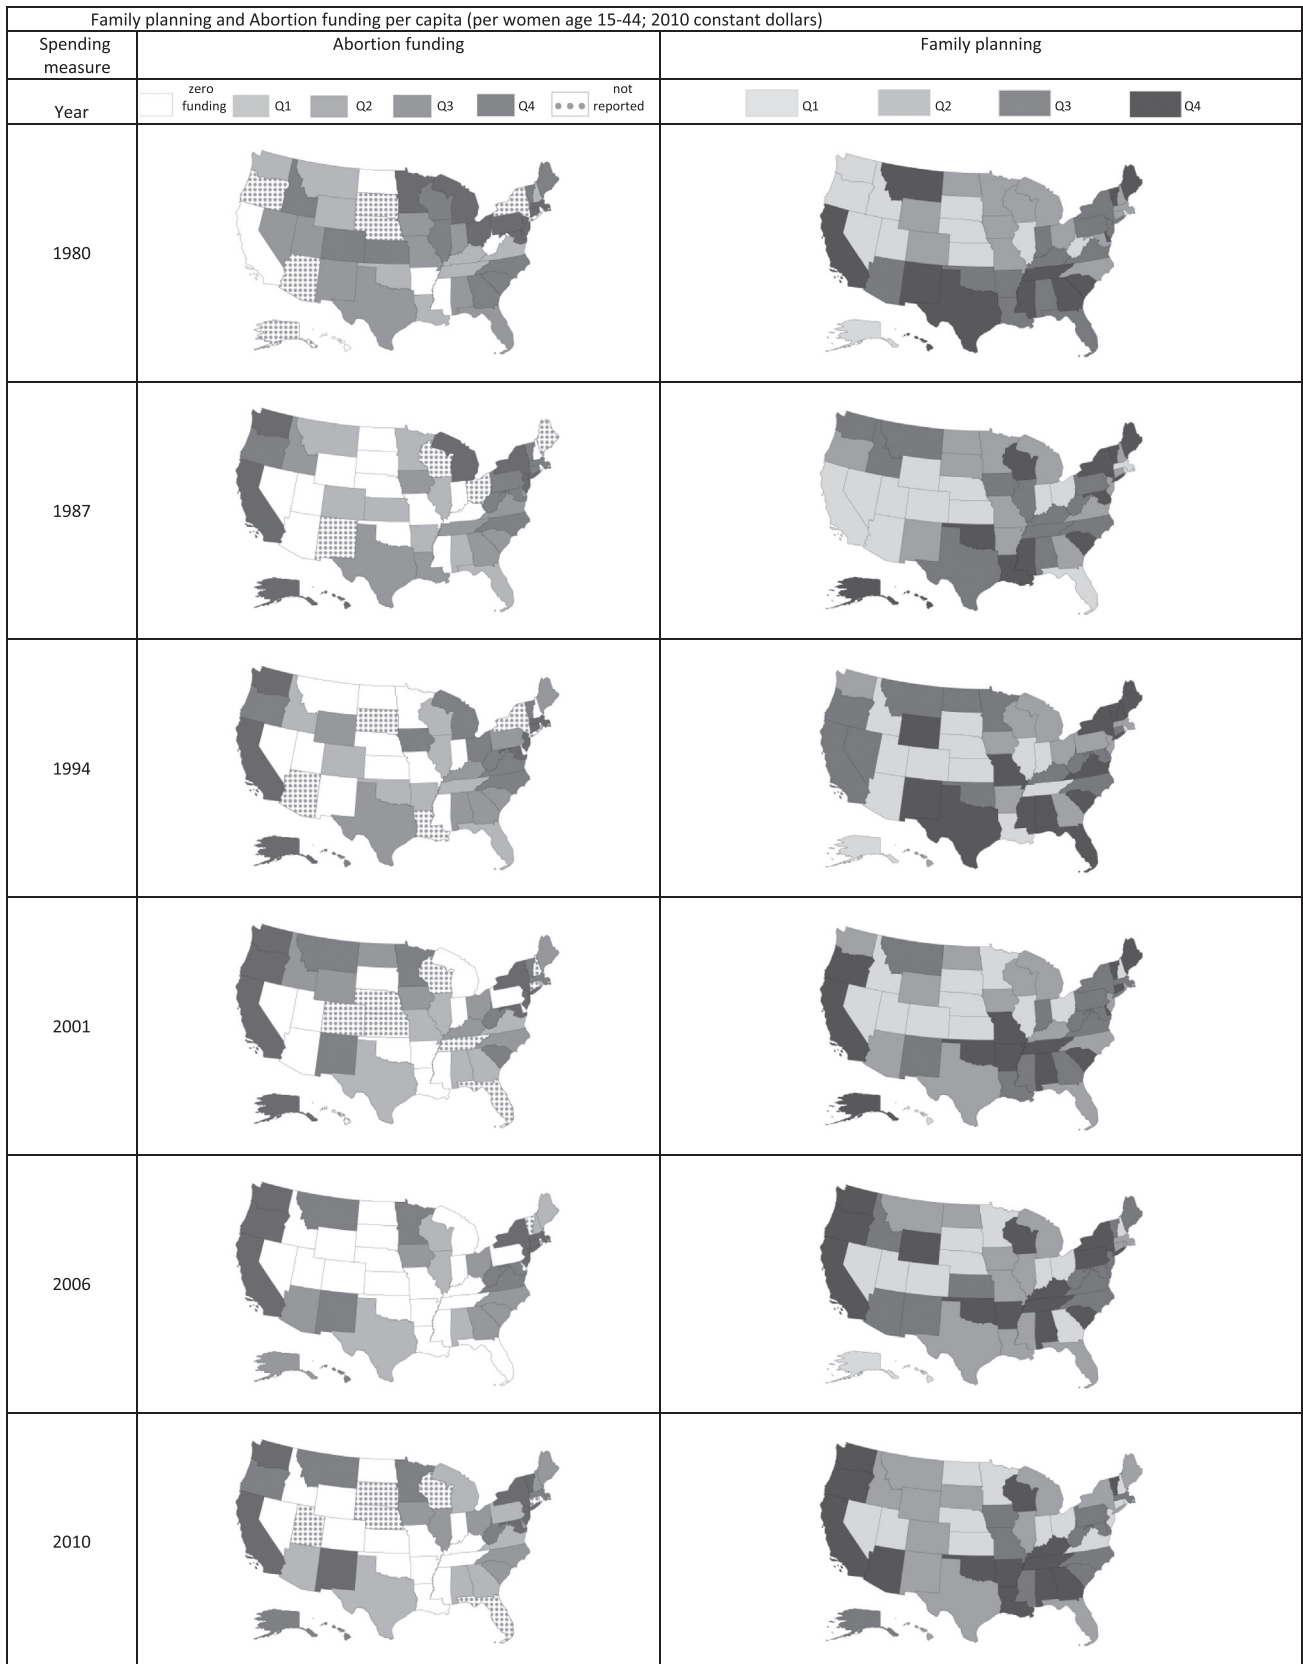 Family planning and Abortion funding per capita (per women age 15-44; 2010 constant dollars)
Spending measure Abortion funding Family planning
Year zero funding Q1 Q2 Q3 Q4 not reported Q1 Q2 Q3 Q4
1980
1987
1994
2001
2006
2010